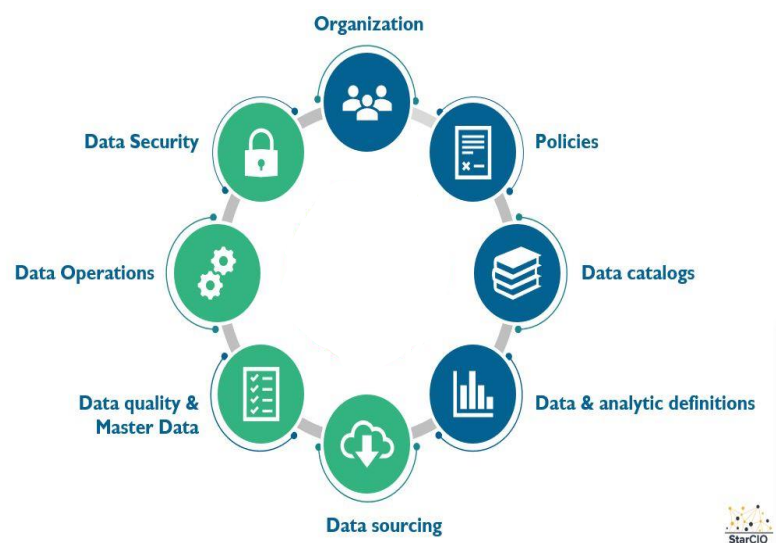 Organization
Data Security
Policies
Data Operations
Data catalogs
Data quality &
Master Data
Data & analytic definitions
Data sourcing
StarCIO